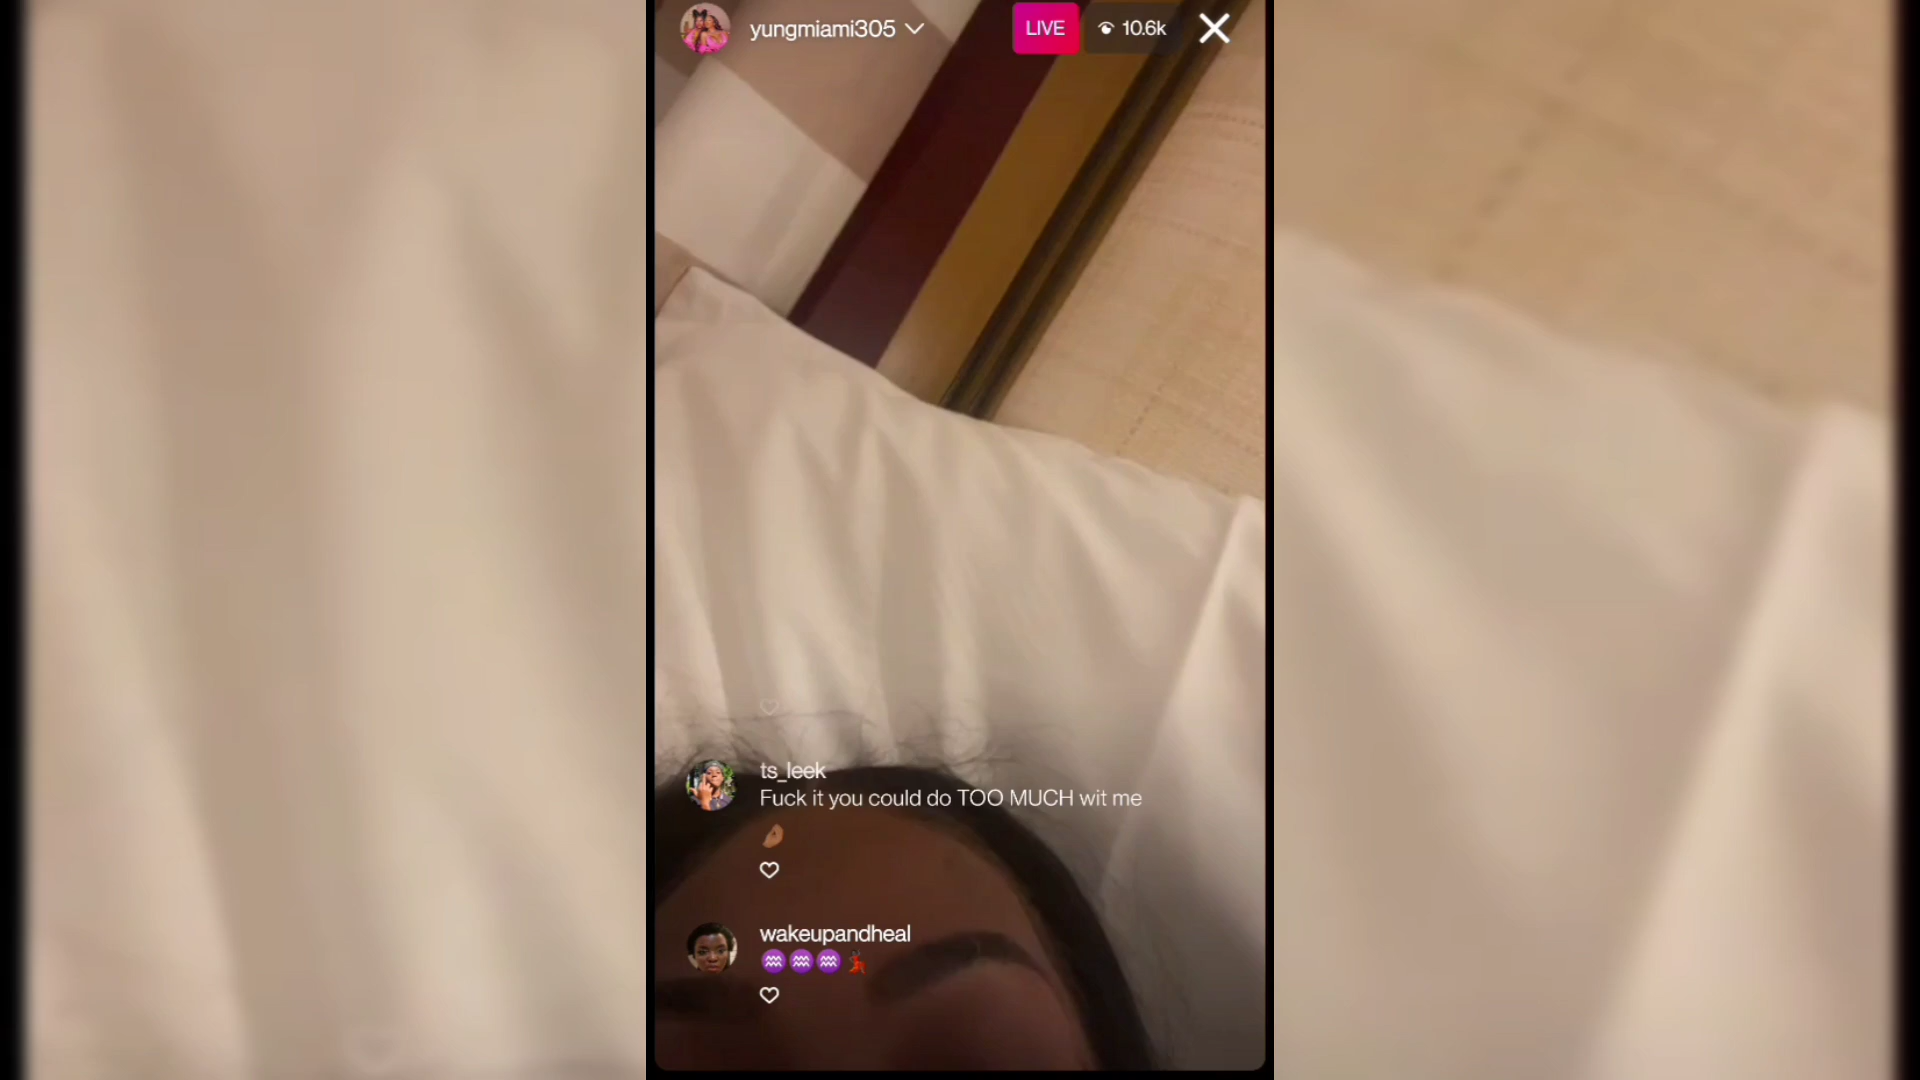 yungmiami305
LIVE
10.6k
ts_leek
Fuck it you could do TOO MUCH wit me
🤌🏽
wakeupandheal
♒♒♒💃🏿